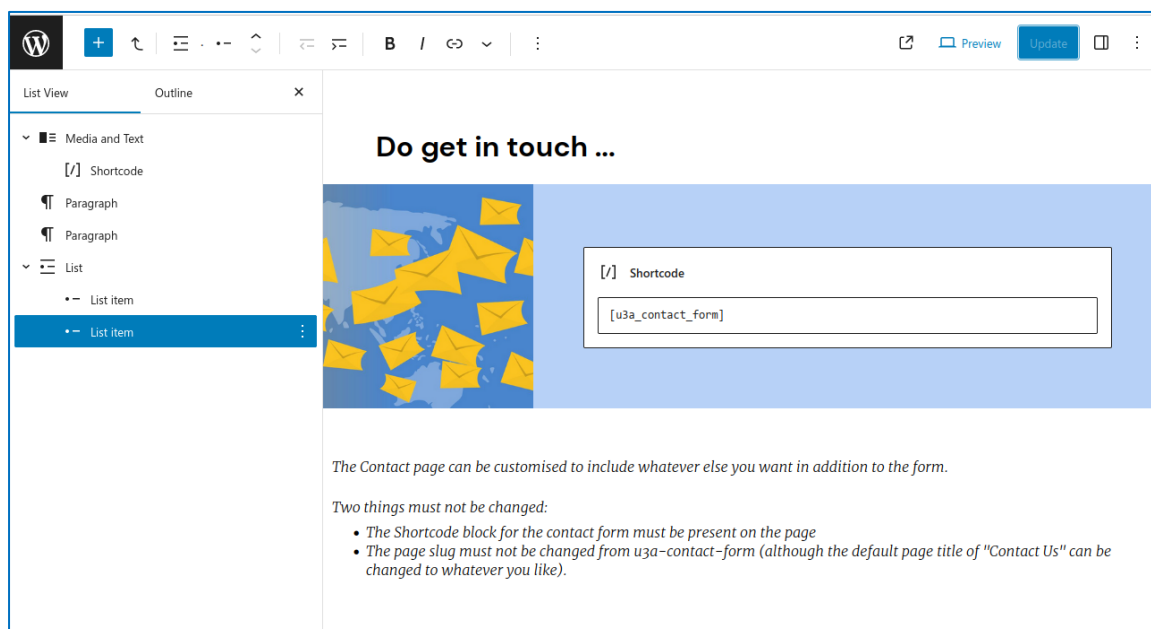 Preview
Update
List View
Outline
Media and Text
[/] Shortcode
Paragraph
Paragraph
List
List item
List item
Do get in touch ...
[/] Shortcode
[u3a_contact_form]
The Contact page can be customised to include whatever else you want in addition to the form.
Two things must not be changed:
• The Shortcode block for the contact form must be present on the page
• The page slug must not be changed from u3a-contact-form (although the default page title of "Contact Us" can be
changed to whatever you like).